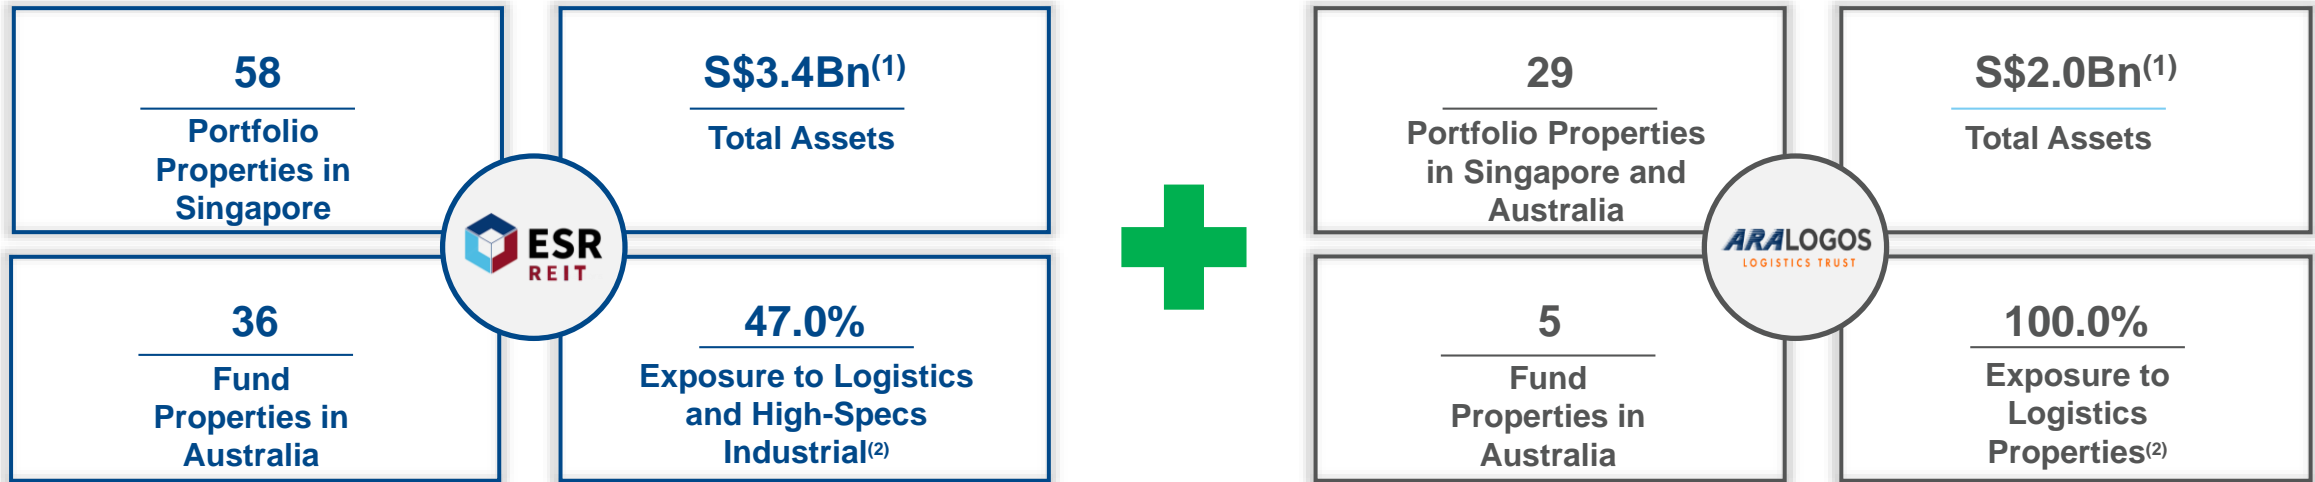 58
Portfolio
Properties in
Singapore
S$3.4Bn(1)
Total Assets
ESR
REIT
36
Fund
Properties in
Australia
47.0%
Exposure to Logistics
and High-Specs
Industrial(2)
29
Portfolio Properties
in Singapore and
Australia
S$2.0Bn(1)
Total Assets
ARALOGOS
LOGISTICS TRUST
5
Fund
Properties in
Australia
100.0%
Exposure to
Logistics
Properties(2)